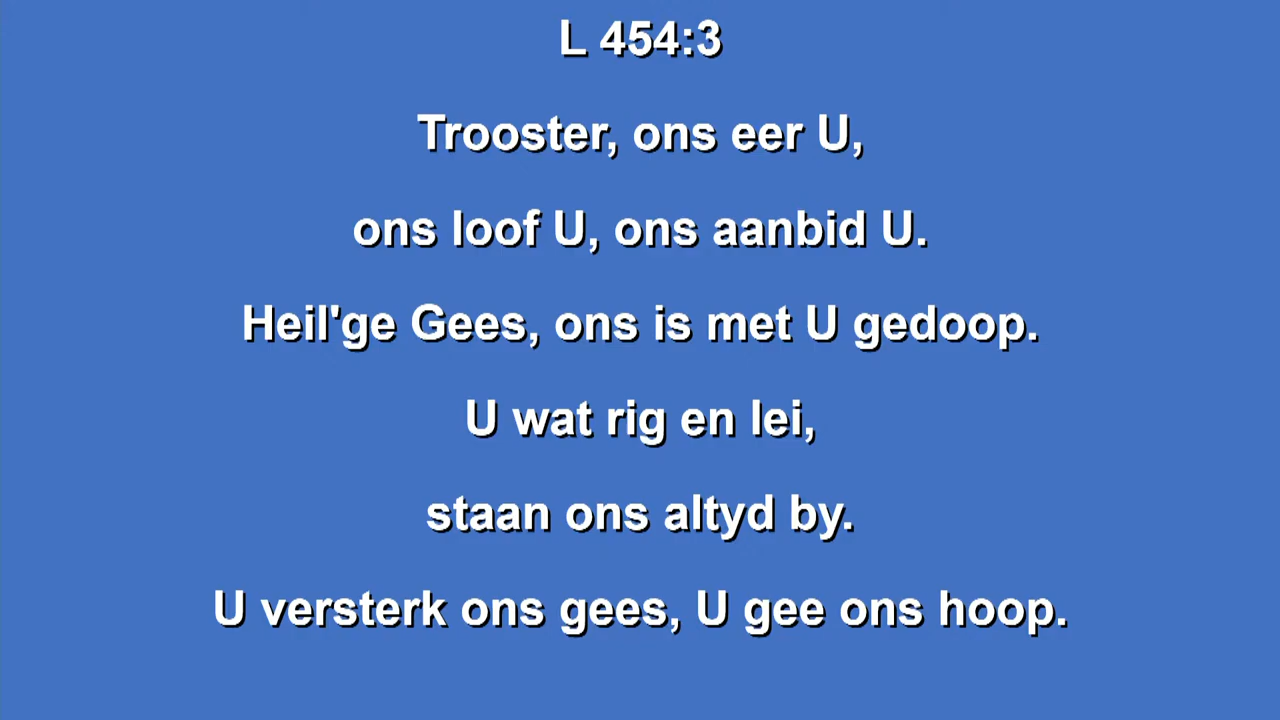 L 454:3
Trooster, ons eer U,
ons loof U, ons aanbid U.
Heil'ge Gees, ons is met U gedoop.
U wat rig en lei,
staan ons altyd by.
U versterk ons gees, U gee ons hoop.